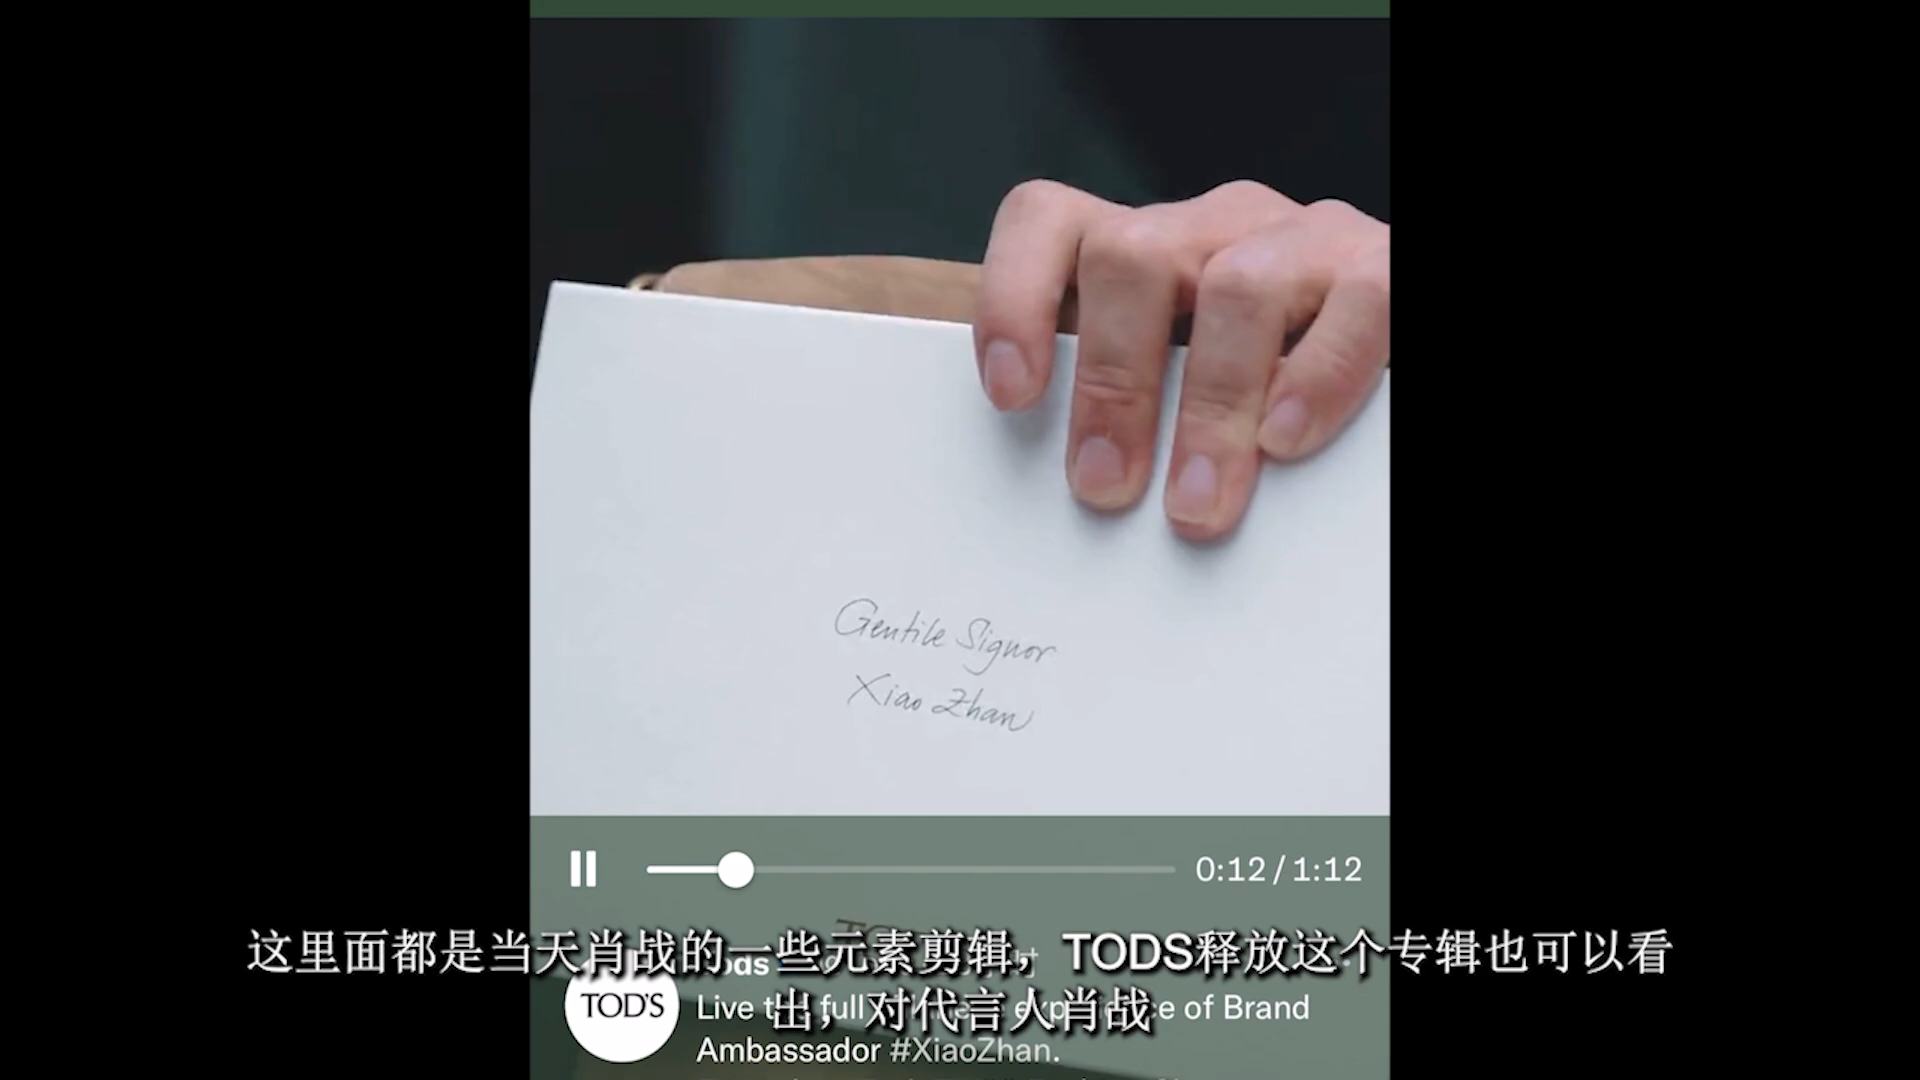 Gentile Signor
Xiao Zhan
0:12 / 1:12
这里面都是当天肖战的一些元素剪辑，TODS释放这个专辑也可以看
出，对代言人肖战
TOD'S
Live the full of Brand
Ambassador #XiaoZhan.